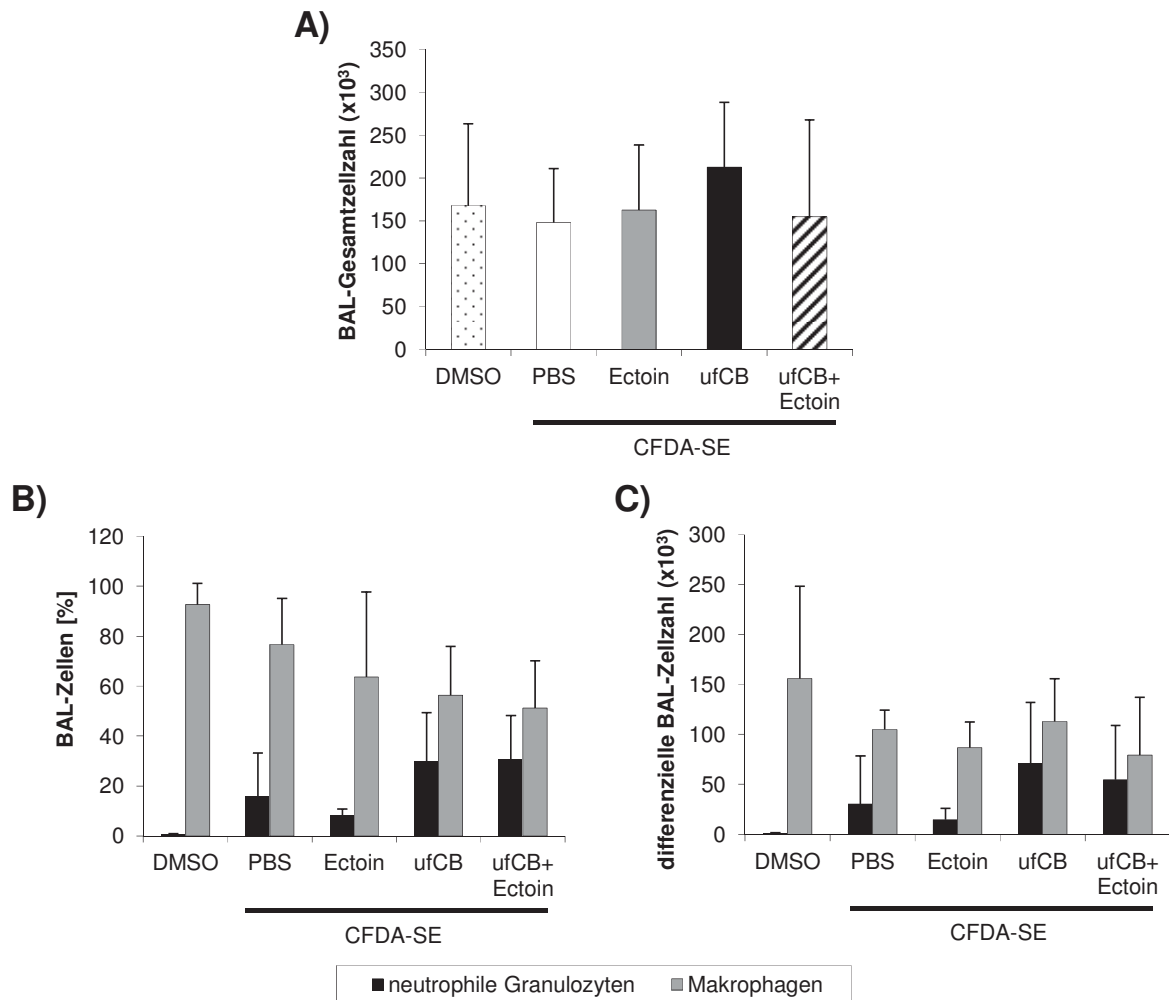 A)
BAL-Gesamtzellzahl (x10³)
350
300
250
200
150
100
50
0
DMSO PBS Ectoin ufCB ufCB+
Ectoin
CFDA-SE
B)
BAL-Zellen [%]
120
100
80
60
40
20
0
DMSO PBS Ectoin ufCB ufCB+
Ectoin
CFDA-SE
C)
differenzielle BAL-Zellzahl (x10³)
300
250
200
150
100
50
0
DMSO PBS Ectoin ufCB ufCB+
Ectoin
CFDA-SE
neutrophile Granulozyten Makrophagen